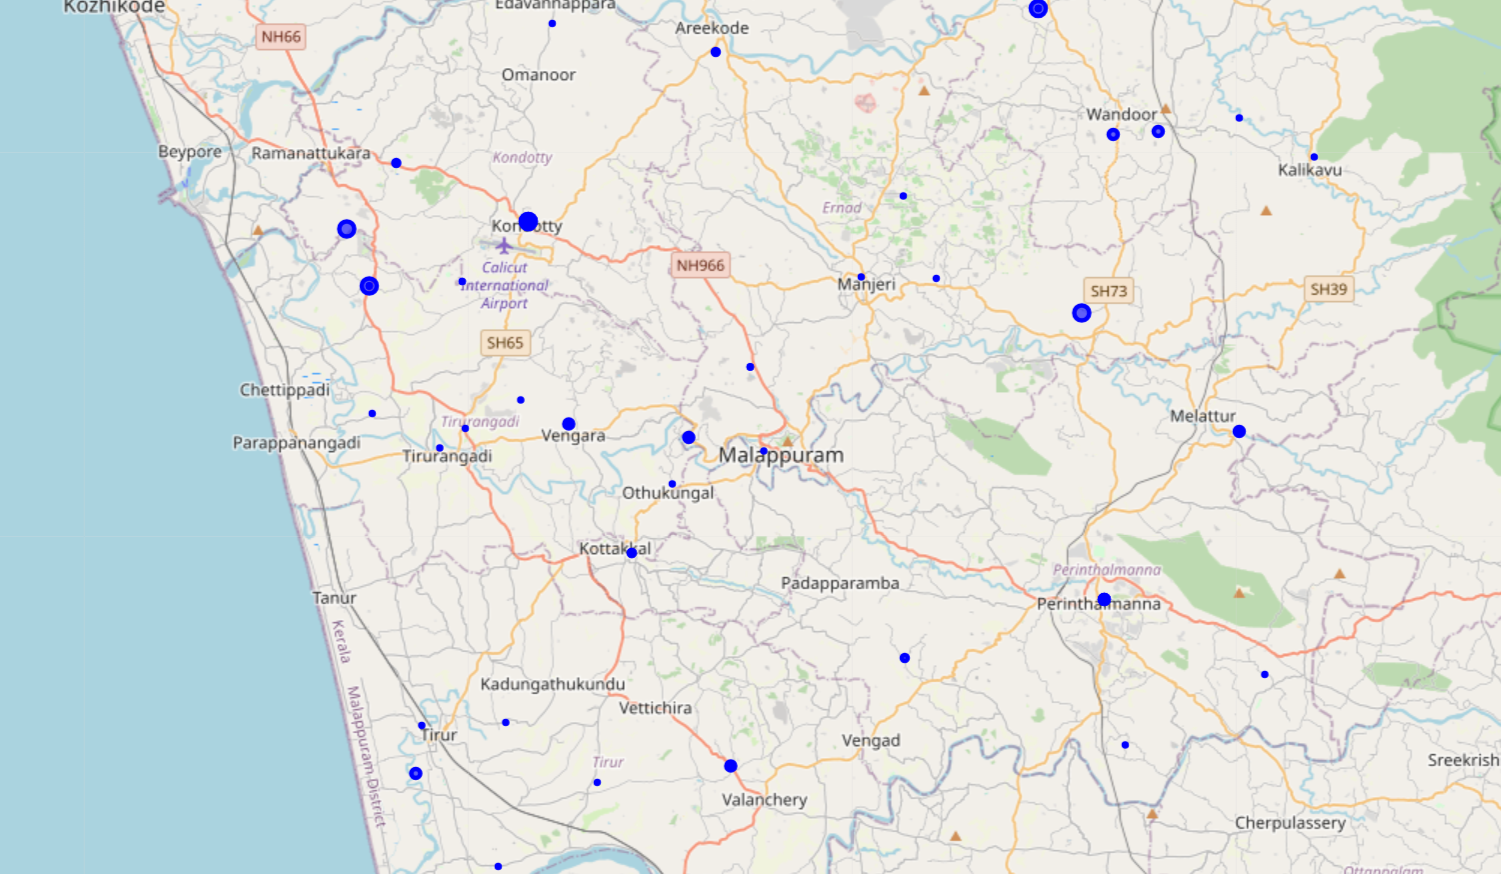 Kozhikode
Edavannappara
NH66
Areekode
Omanoor
Wandoor
Beypore
Ramanattukara
Kondotty
Kalikavu
Ernad
Kondotty
NH966
Calicut
International
Airport
Manjeri
SH73
SH39
SH65
Chettippadi
Tirurangadi
Melattur
Parappanangadi
Vengara
Tirurangadi
Malappuram
Othukungal
Kottakkal
Padapparamba
Perinthalmanna
Tanur
Perinthalmanna
Kerala
Malappuram District
Kadungathukundu
Vettichira
Tirur
Vengad
Tirur
Sreekrish
Valanchery
Cherpulassery
Ottappalam